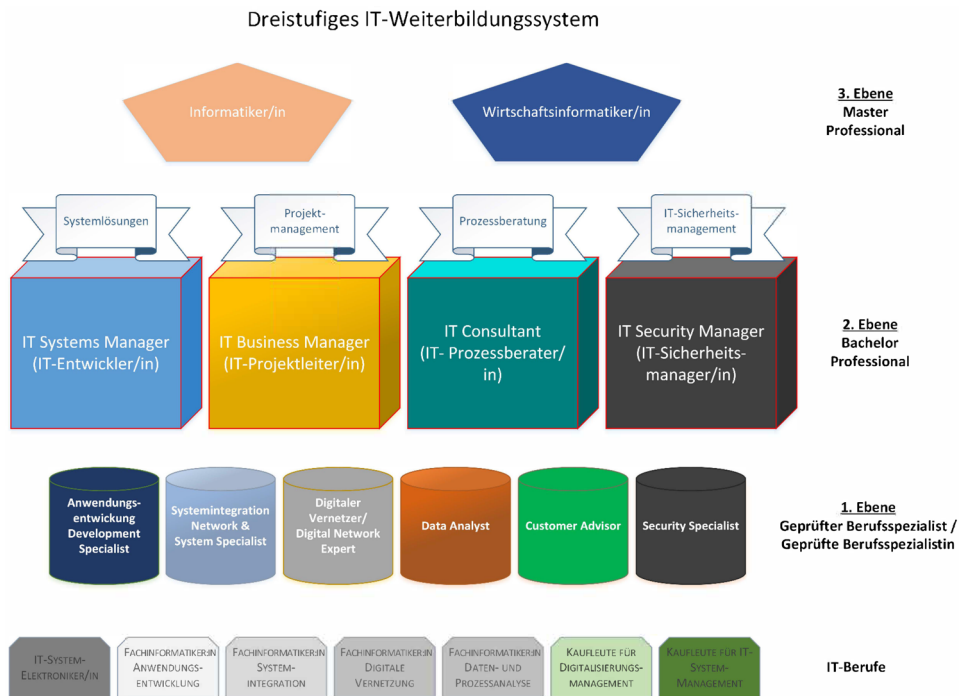 Dreistufiges IT-Weiterbildungssystem
Informatiker/in
Wirtschaftsinformatiker/in
3. Ebene
Master
Professional
Systemlösungen
Projekt-
management
Prozessberatung
IT-Sicherheits-
management
IT Systems Manager
(IT-Entwickler/in)
IT Business Manager
(IT-Projektleiter/in)
IT Consultant
(IT- Prozessberater/
in)
IT Security Manager
(IT-Sicherheits-
manager/in)
2. Ebene
Bachelor
Professional
Anwendungs-
entwickung
Development
Specialist
Systemintegration
Network &
System Specialist
Digitaler
Vernetzer/
Digital Network
Expert
Data Analyst
Customer Advisor
Security Specialist
1. Ebene
Geprüfter Berufsspezialist /
Geprüfte Berufsspezialistin
IT-System-
Elektroniker/in
Fachinformatiker:in
Anwendungs-
entwicklung
Fachinformatiker:in
System-
integration
Fachinformatiker:in
Digitale
Vernetzung
Fachinformatiker:in
Daten- und
Prozessanalyse
Kaufleute für
Digitalisierungs-
management
Kaufleute für IT-
System-
Management
IT-Berufe